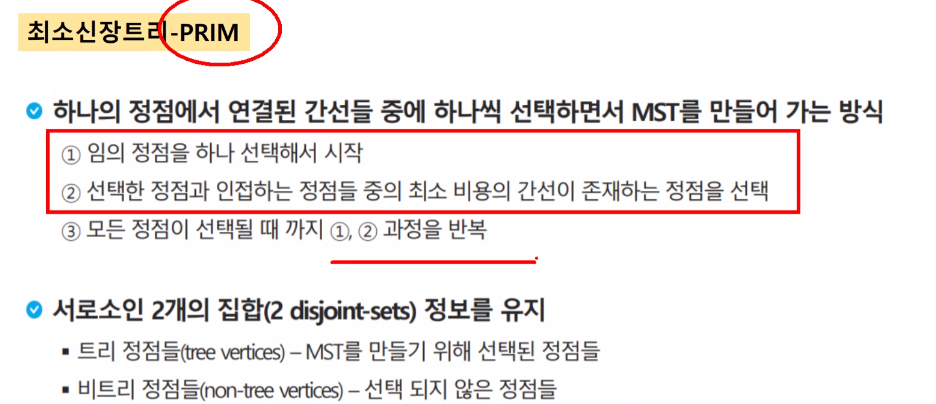 최소신장트리-PRIM
하나의 정점에서 연결된 간선들 중에 하나씩 선택하면서 MST를 만들어 가는 방식
① 임의 정점을 하나 선택해서 시작
② 선택한 정점과 인접하는 정점들 중의 최소 비용의 간선이 존재하는 정점을 선택
③ 모든 정점이 선택될 때 까지 ①, ② 과정을 반복
서로소인 2개의 집합(2 disjoint-sets) 정보를 유지
▪ 트리 정점들(tree vertices) – MST를 만들기 위해 선택된 정점들
▪ 비트리 정점들(non-tree vertices) – 선택 되지 않은 정점들